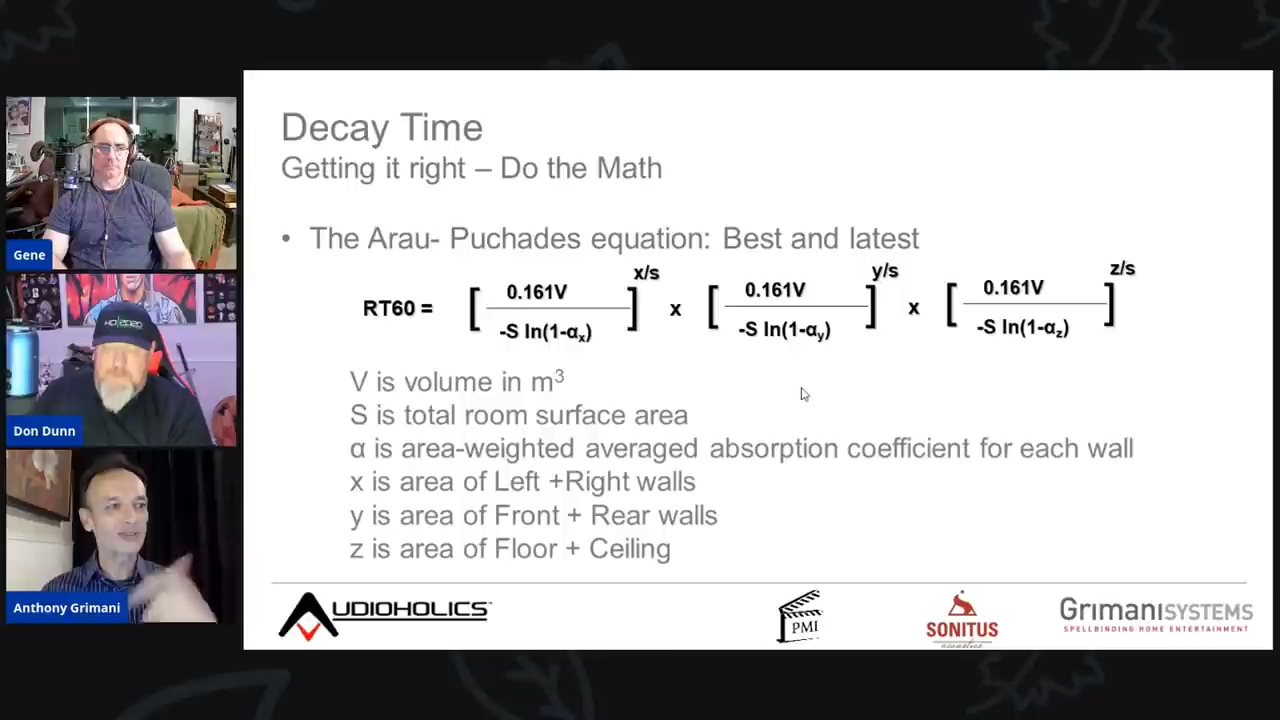 Decay Time
Getting it right – Do the Math
• The Arau- Puchades equation: Best and latest
RT60 = [ 0.161V / -S ln(1-αx) ]^x/s x [ 0.161V / -S ln(1-αy) ]^y/s x [ 0.161V / -S ln(1-αz) ]^z/s
V is volume in m³
S is total room surface area
α is area-weighted averaged absorption coefficient for each wall
x is area of Left +Right walls
y is area of Front + Rear walls
z is area of Floor + Ceiling
Gene
Don Dunn
Anthony Grimani
AUDIOHOLICS
PMI
SONITUS
acoustics
GRIMANISYSTEMS
SPELLBINDING HOME ENTERTAINMENT